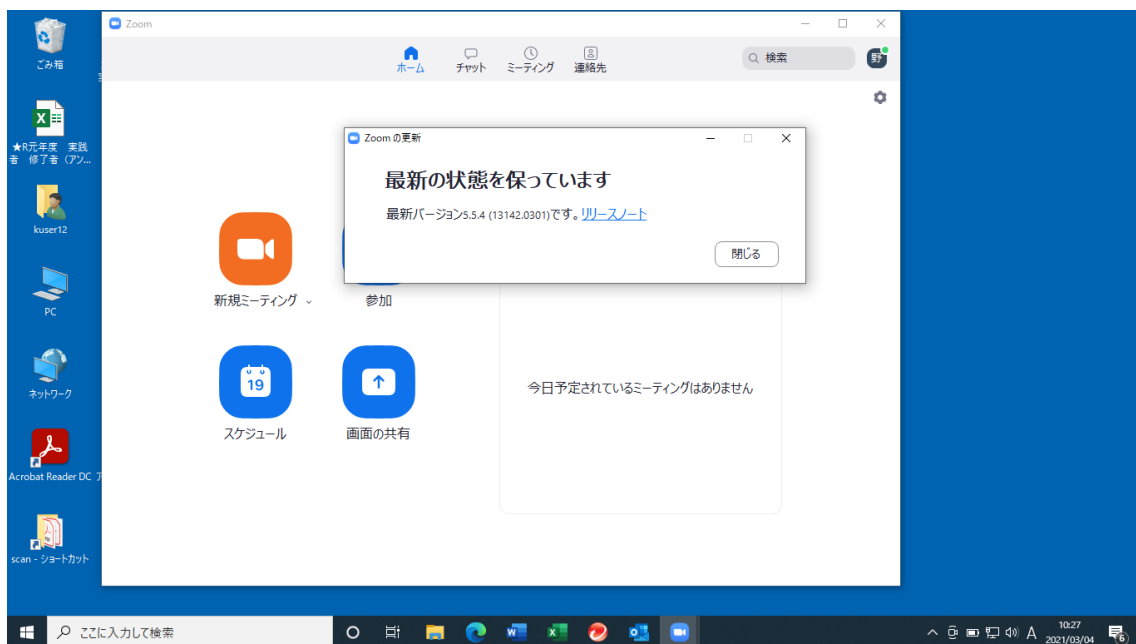 Zoom
ホーム
チャット
ミーティング
連絡先
検索
野
ごみ箱
★R元年度 実践
者 修了者 (アン...
kuser12
PC
ネットワーク
Acrobat Reader DC
scan - ショートカット
Zoom の更新
最新の状態を保っています
最新バージョン5.5.4 (13142.0301)です。リリースノート
閉じる
新規ミーティング
参加
19
スケジュール
画面の共有
今日予定されているミーティングはありません
ここに入力して検索
A
10:27
2021/03/04
6